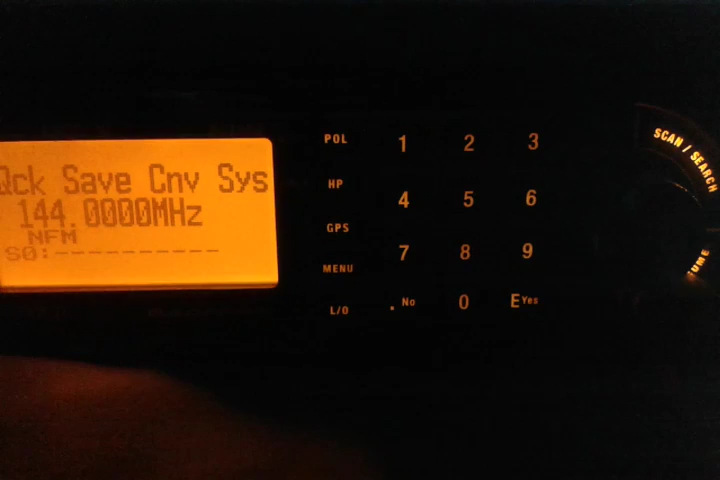 Qck Save Cnv Sys
144.0000MHz
NFM
S0:----------
POL
HP
GPS
MENU
L/O
1 2 3
4 5 6
7 8 9
. No 0 E Yes
SCAN / SEARCH